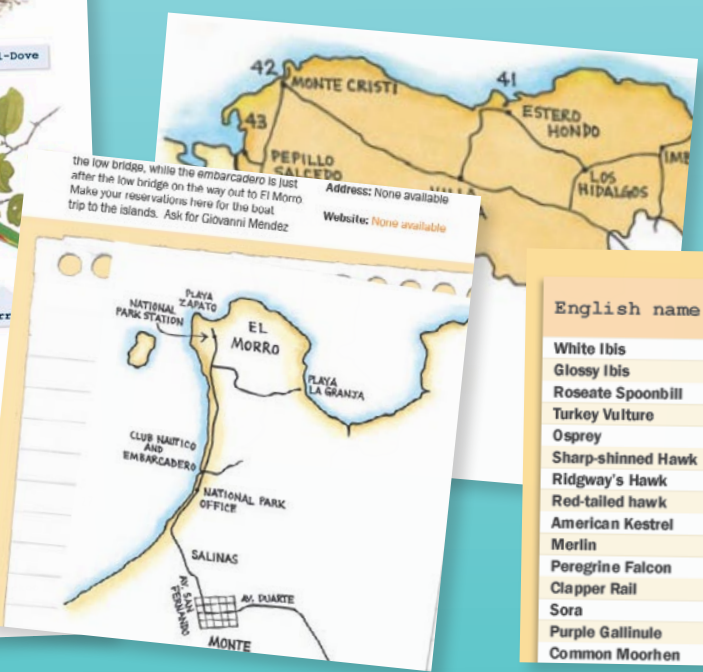 l-Dove
42
MONTE CRISTI
43
PEPILLO
SALCEDO
41
ESTERO
HONDO
LOS
HIDALGOS
the low bridge, while the embarcadero is just
after the low bridge on the way out to El Morro
Make your reservations here for the boat
trip to the islands. Ask for Giovanni Mendez
Address: None available
Website: None available
PLAYA
ZAPATO
NATIONAL
PARK STATION
EL
MORRO
PLAYA
LA GRANJA
CLUB NAUTICO
AND
EMBARCADERO
NATIONAL PARK
OFFICE
SALINAS
AV. SAN
FERNANDO
AV. DUARTE
MONTE
English name
White Ibis
Glossy Ibis
Roseate Spoonbill
Turkey Vulture
Osprey
Sharp-shinned Hawk
Ridgway's Hawk
Red-tailed hawk
American Kestrel
Merlin
Peregrine Falcon
Clapper Rail
Sora
Purple Gallinule
Common Moorhen